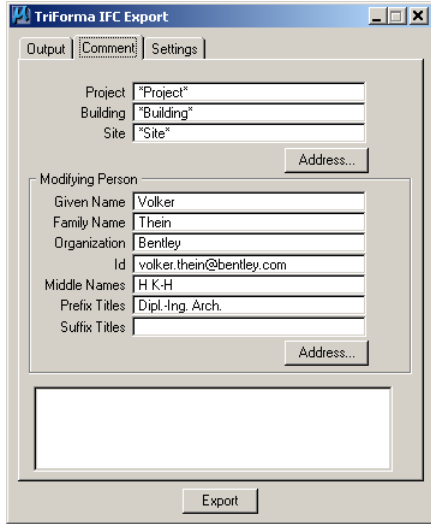 TriForma IFC Export
Output Comment Settings
Project *Project*
Building *Building*
Site *Site*
Address...
Modifying Person
Given Name Volker
Family Name Thein
Organization Bentley
Id volker.thein@bentley.com
Middle Names H K-H
Prefix Titles Dipl.-Ing. Arch.
Suffix Titles
Address...
Export